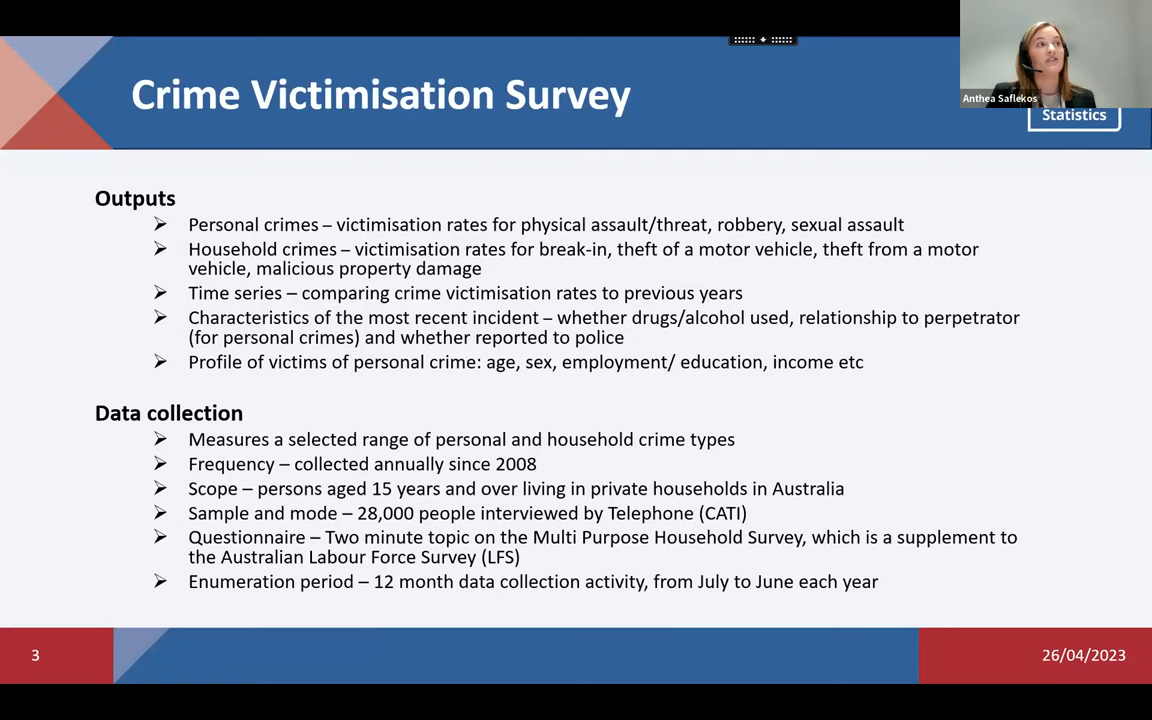 Crime Victimisation Survey
Anthea Saflekos
Statistics
Outputs
➢ Personal crimes – victimisation rates for physical assault/threat, robbery, sexual assault
➢ Household crimes – victimisation rates for break-in, theft of a motor vehicle, theft from a motor
vehicle, malicious property damage
➢ Time series – comparing crime victimisation rates to previous years
➢ Characteristics of the most recent incident – whether drugs/alcohol used, relationship to perpetrator
(for personal crimes) and whether reported to police
➢ Profile of victims of personal crime: age, sex, employment/ education, income etc
Data collection
➢ Measures a selected range of personal and household crime types
➢ Frequency – collected annually since 2008
➢ Scope – persons aged 15 years and over living in private households in Australia
➢ Sample and mode – 28,000 people interviewed by Telephone (CATI)
➢ Questionnaire – Two minute topic on the Multi Purpose Household Survey, which is a supplement to
the Australian Labour Force Survey (LFS)
➢ Enumeration period – 12 month data collection activity, from July to June each year
3
26/04/2023